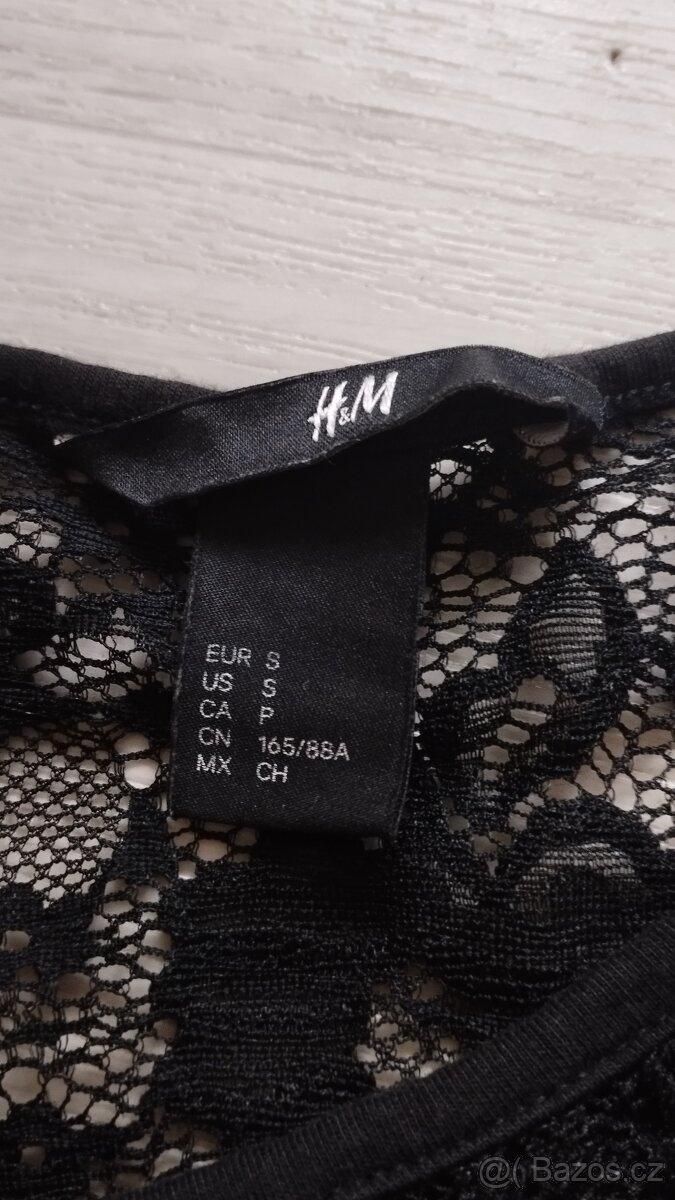 H&M
EUR S
US S
CA P
CN 165/88A
MX CH
@( Bazos.cz